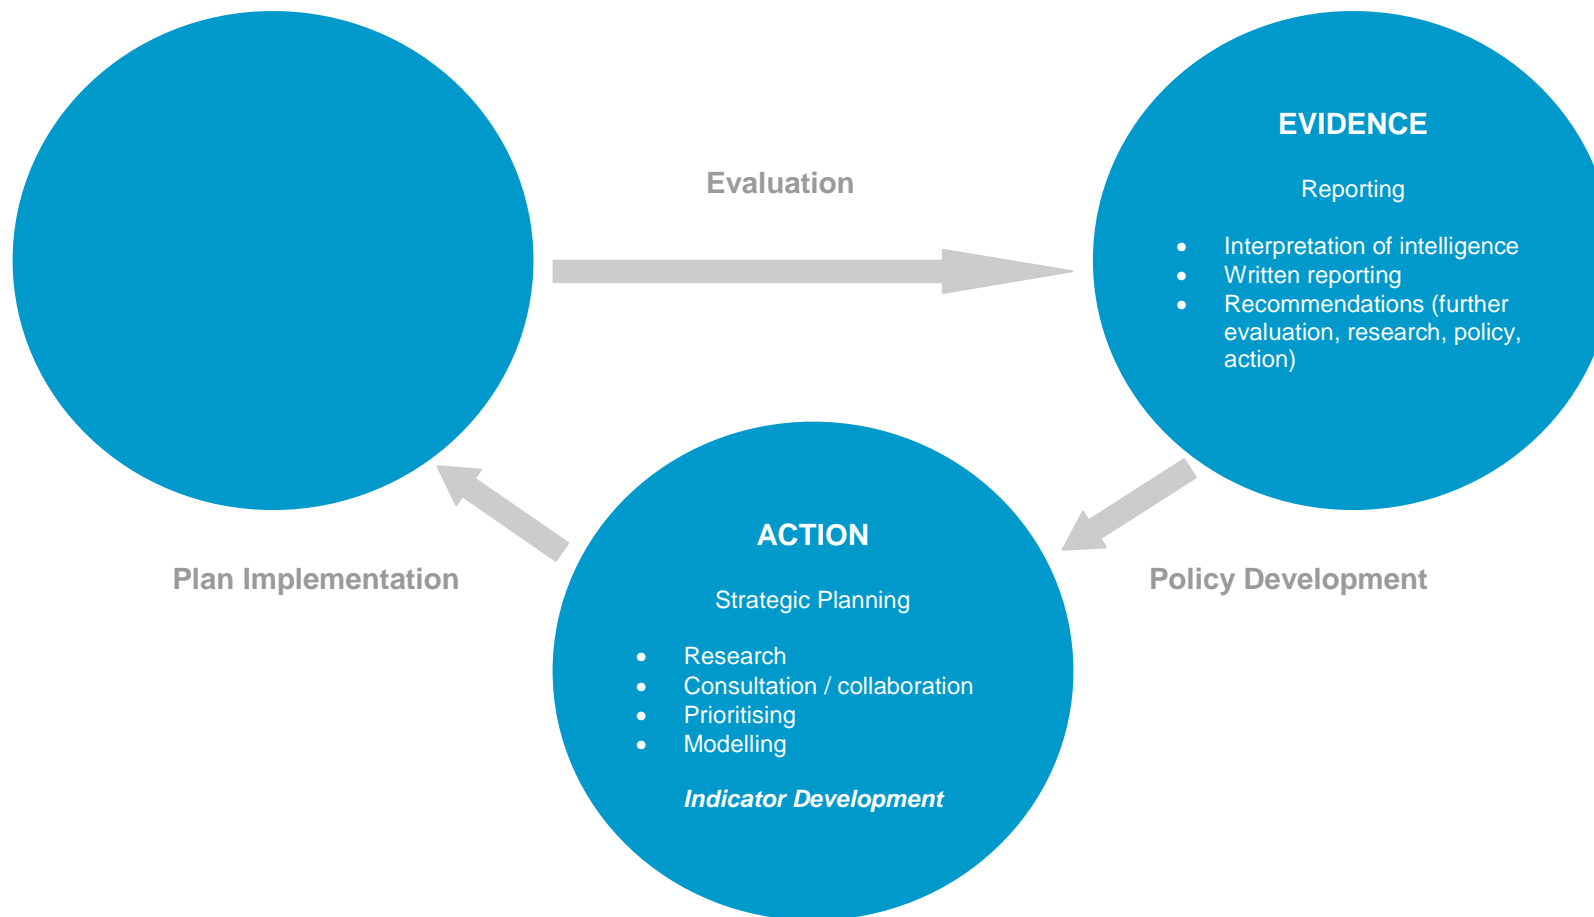 EVIDENCE
Evaluation
Reporting
• Interpretation of intelligence
• Written reporting
• Recommendations (further
evaluation, research, policy,
action)
ACTION
Plan Implementation
Policy Development
Strategic Planning
• Research
• Consultation / collaboration
• Prioritising
• Modelling
Indicator Development